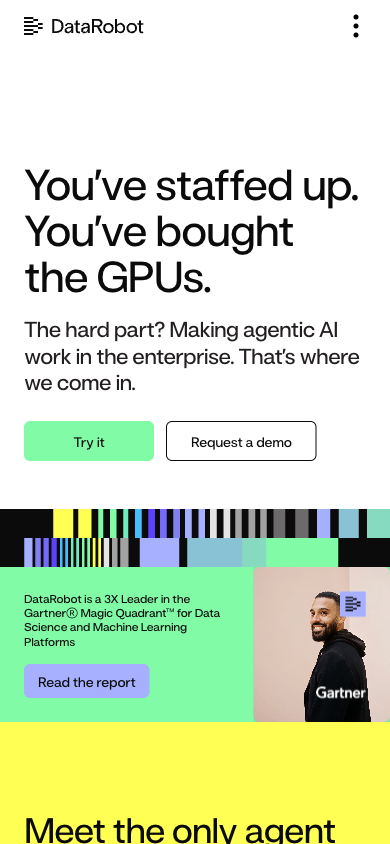 DataRobot
You've staffed up.
You've bought
the GPUs.
The hard part? Making agentic AI
work in the enterprise. That's where
we come in.
Try it
Request a demo
DataRobot is a 3X Leader in the
Gartner® Magic Quadrant™ for Data
Science and Machine Learning
Platforms
Read the report
Gartner
Meet the only agent